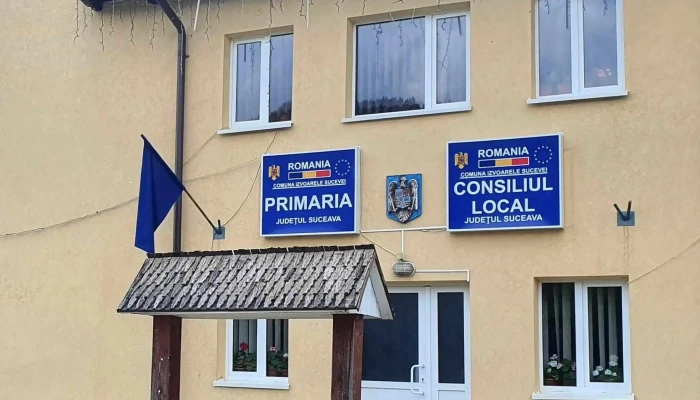 ROMANIA
COMUNA IZVOARELE SUCEVEI
PRIMARIA
JUDEȚUL SUCEAVA
ROMANIA
COMUNA IZVOARELE SUCEVEI
CONSILIUL
LOCAL
JUDEȚUL SUCEAVA